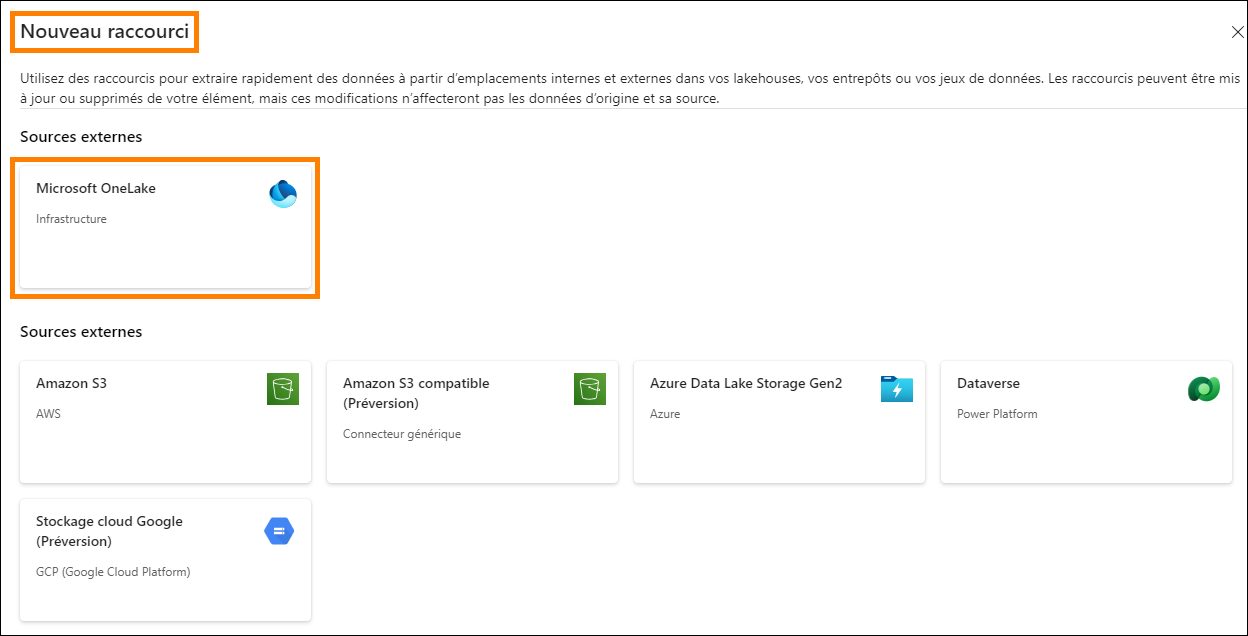 Nouveau raccourci
Utilisez des raccourcis pour extraire rapidement des données à partir d’emplacements internes et externes dans vos lakehouses, vos entrepôts ou vos jeux de données. Les raccourcis peuvent être mis
à jour ou supprimés de votre élément, mais ces modifications n’affecteront pas les données d’origine et sa source.
Sources externes
Microsoft OneLake
Infrastructure
Sources externes
Amazon S3
AWS
Amazon S3 compatible
(Préversion)
Connecteur générique
Azure Data Lake Storage Gen2
Azure
Dataverse
Power Platform
Stockage cloud Google
(Préversion)
GCP (Google Cloud Platform)